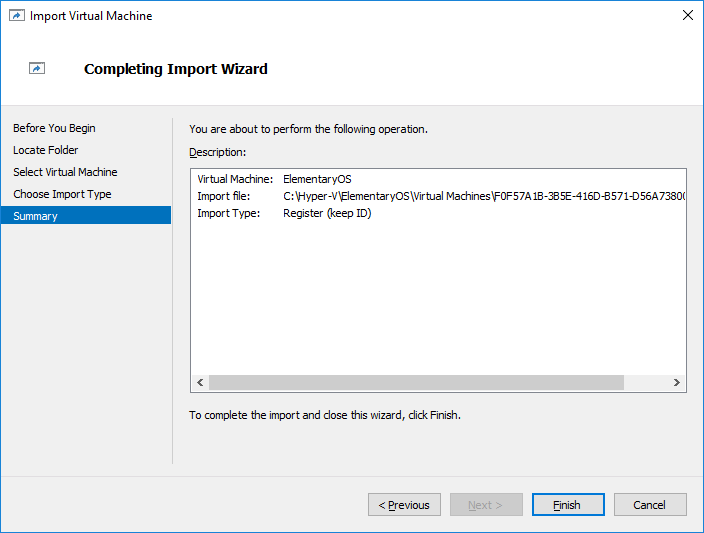 Import Virtual Machine
Completing Import Wizard
Before You Begin
Locate Folder
Select Virtual Machine
Choose Import Type
Summary
You are about to perform the following operation.
Description:
Virtual Machine: ElementaryOS
Import file: C:\Hyper-V\ElementaryOS\Virtual Machines\F0F57A1B-3B5E-416D-B571-D56A73800
Import Type: Register (keep ID)
To complete the import and close this wizard, click Finish.
< Previous
Next >
Finish
Cancel